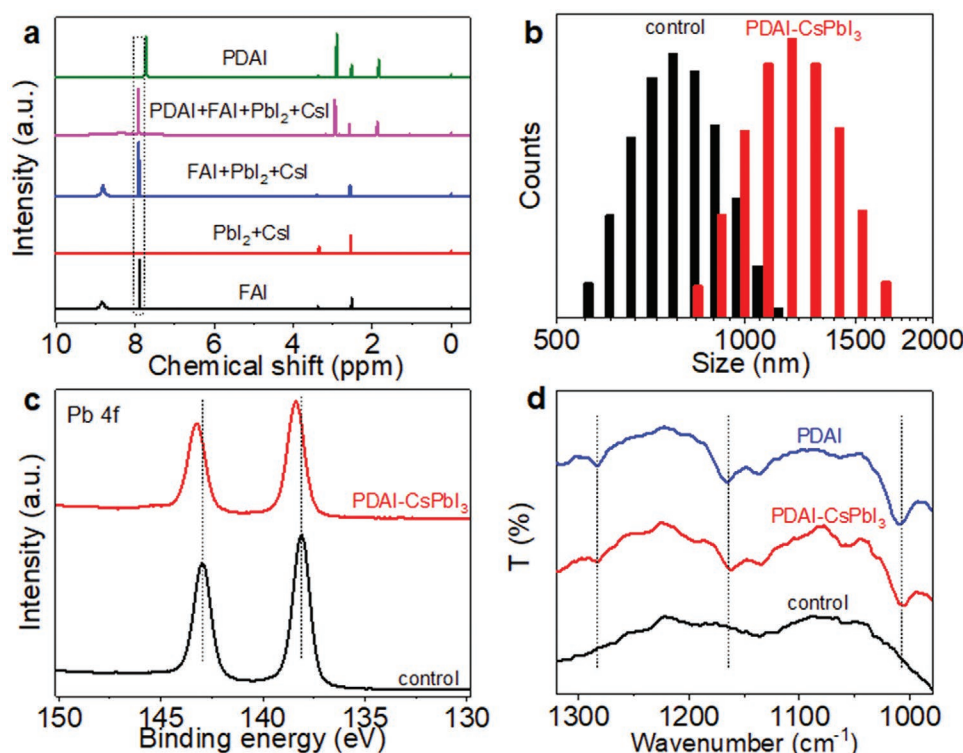 a
PDAI
PDAI+FAI+PbI₂+CsI
FAI+PbI₂+CsI
PbI₂+CsI
FAI
Intensity (a.u.)
10 8 6 4 2 0
Chemical shift (ppm)
b
control PDAI-CsPbI₃
Counts
500 1000 1500 2000
Size (nm)
c
Pb 4f
PDAI-CsPbI₃
control
Intensity (a.u.)
150 145 140 135 130
Binding energy (eV)
d
PDAI
PDAI-CsPbI₃
control
T (%)
1300 1200 1100 1000
Wavenumber (cm⁻¹)